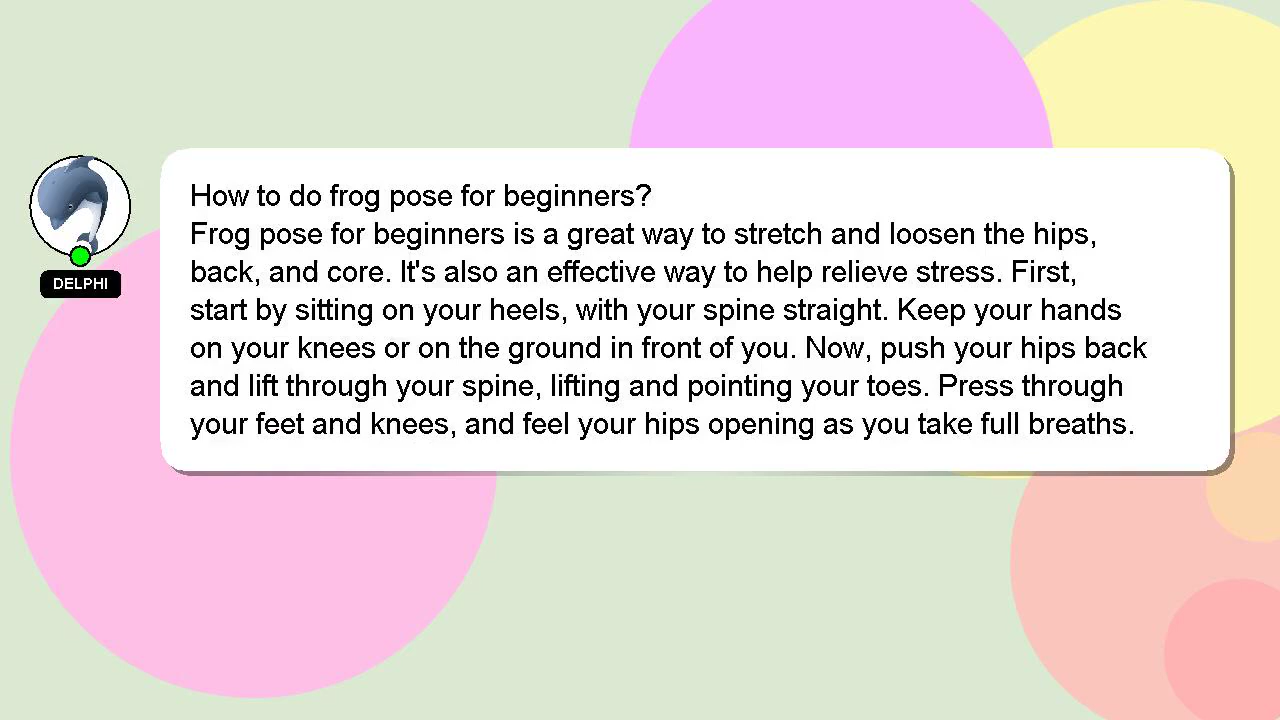 How to do frog pose for beginners?
Frog pose for beginners is a great way to stretch and loosen the hips,
back, and core. It's also an effective way to help relieve stress. First,
start by sitting on your heels, with your spine straight. Keep your hands
on your knees or on the ground in front of you. Now, push your hips back
and lift through your spine, lifting and pointing your toes. Press through
your feet and knees, and feel your hips opening as you take full breaths.
DELPHI